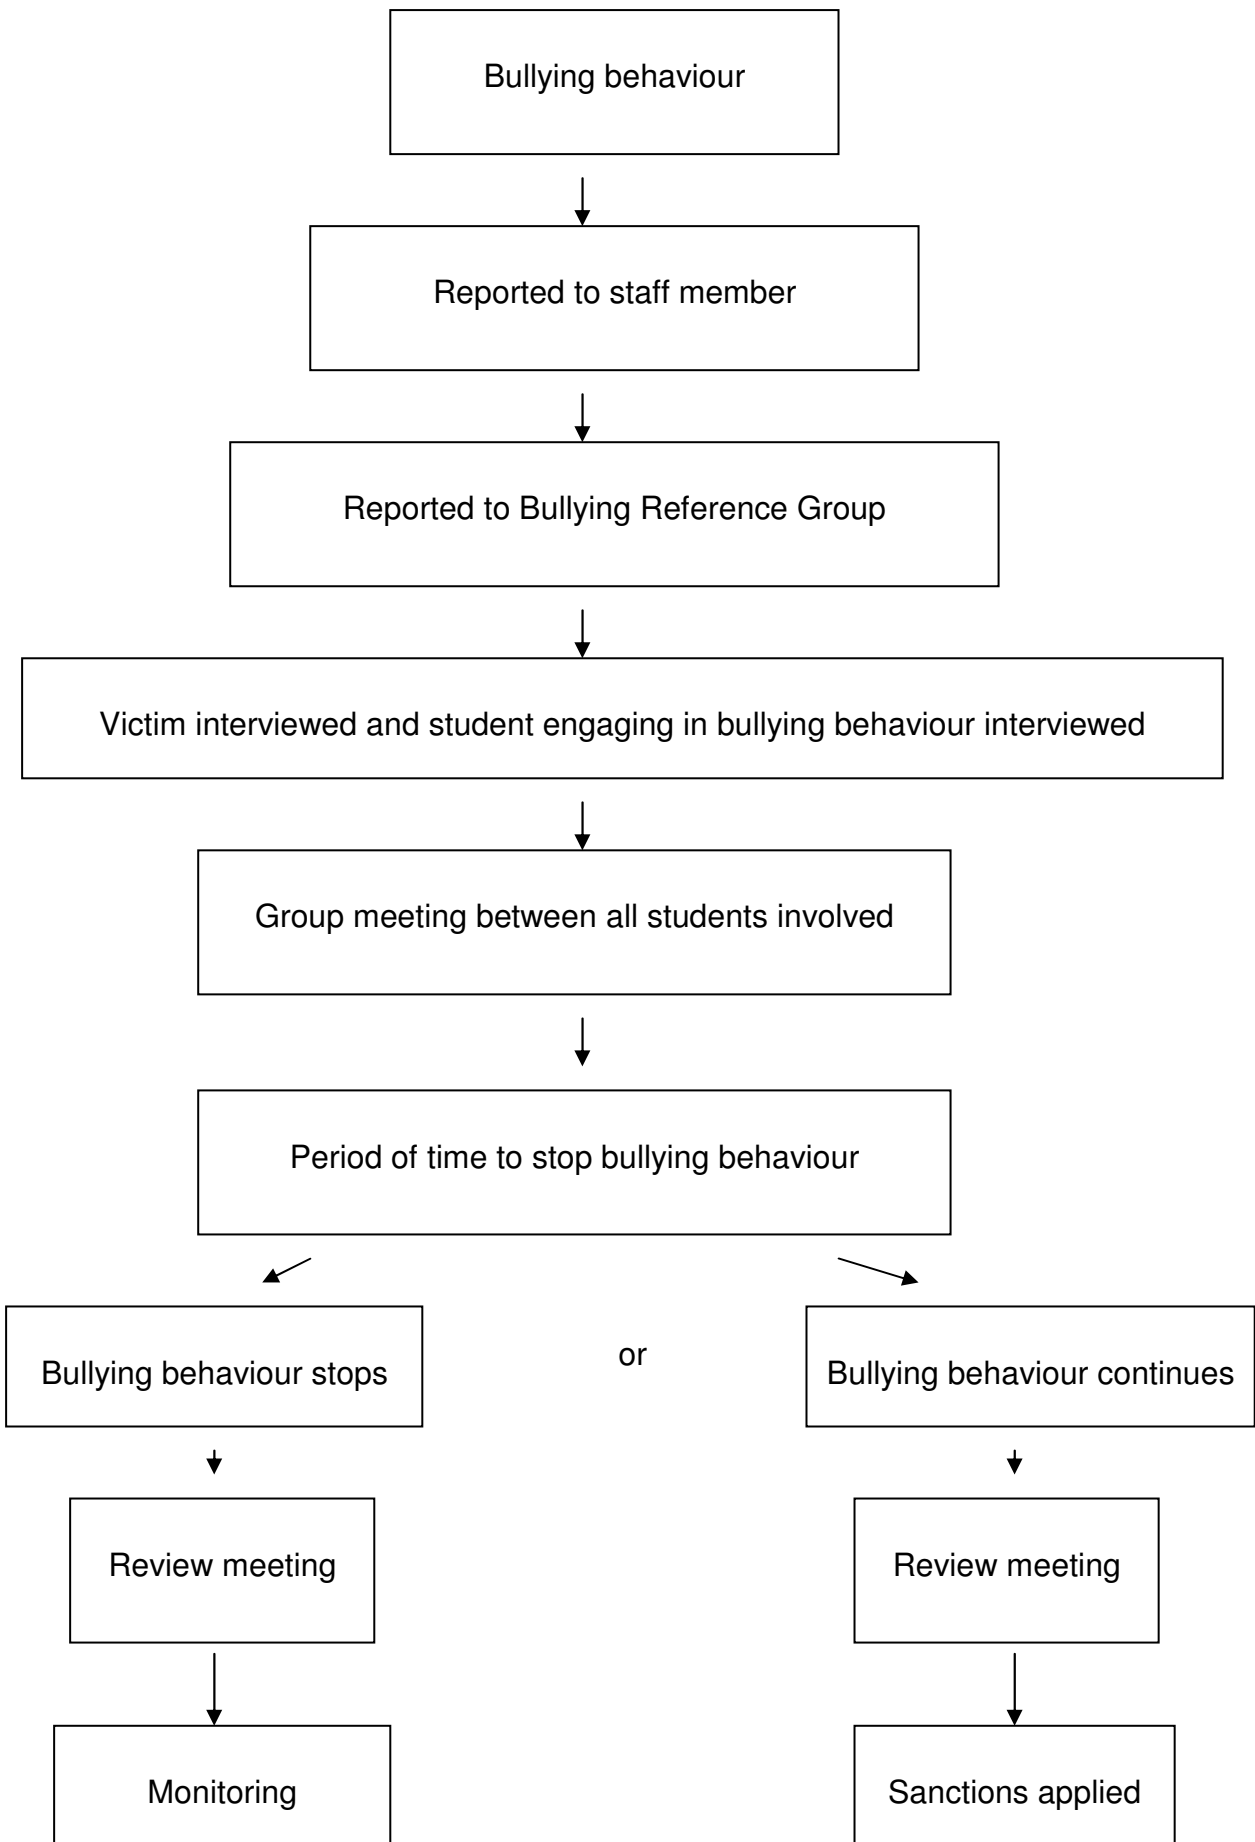 Bullying behaviour
Reported to staff member
Reported to Bullying Reference Group
Victim interviewed and student engaging in bullying behaviour interviewed
Group meeting between all students involved
Period of time to stop bullying behaviour
Bullying behaviour stops
or
Bullying behaviour continues
Review meeting
Review meeting
Monitoring
Sanctions applied